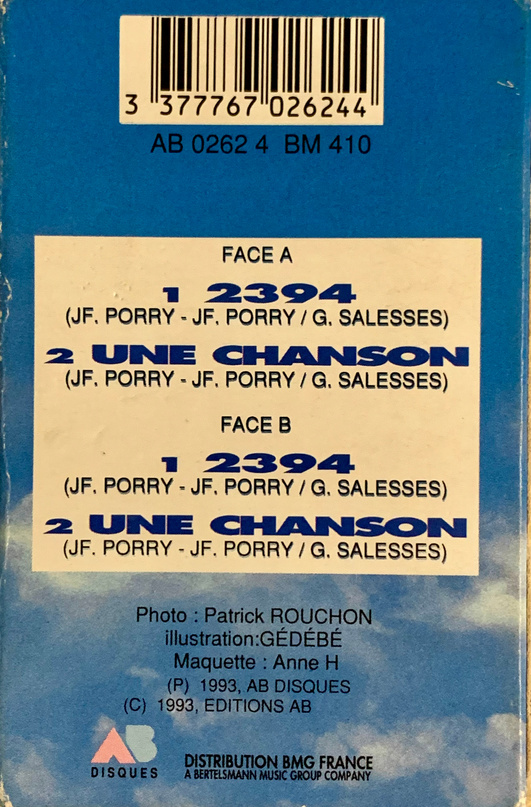 3 377767 026244
AB 0262 4 BM 410
FACE A
1 2394
(JF. PORRY - JF. PORRY / G. SALESSES)
2 UNE CHANSON
(JF. PORRY - JF. PORRY / G. SALESSES)
FACE B
1 2394
(JF. PORRY - JF. PORRY / G. SALESSES)
2 UNE CHANSON
(JF. PORRY - JF. PORRY / G. SALESSES)
Photo : Patrick ROUCHON
illustration:GÉDÉBÉ
Maquette : Anne H
(P) 1993, AB DISQUES
(C) 1993, EDITIONS AB
AB
DISQUES
DISTRIBUTION BMG FRANCE
A BERTELSMANN MUSIC GROUP COMPANY